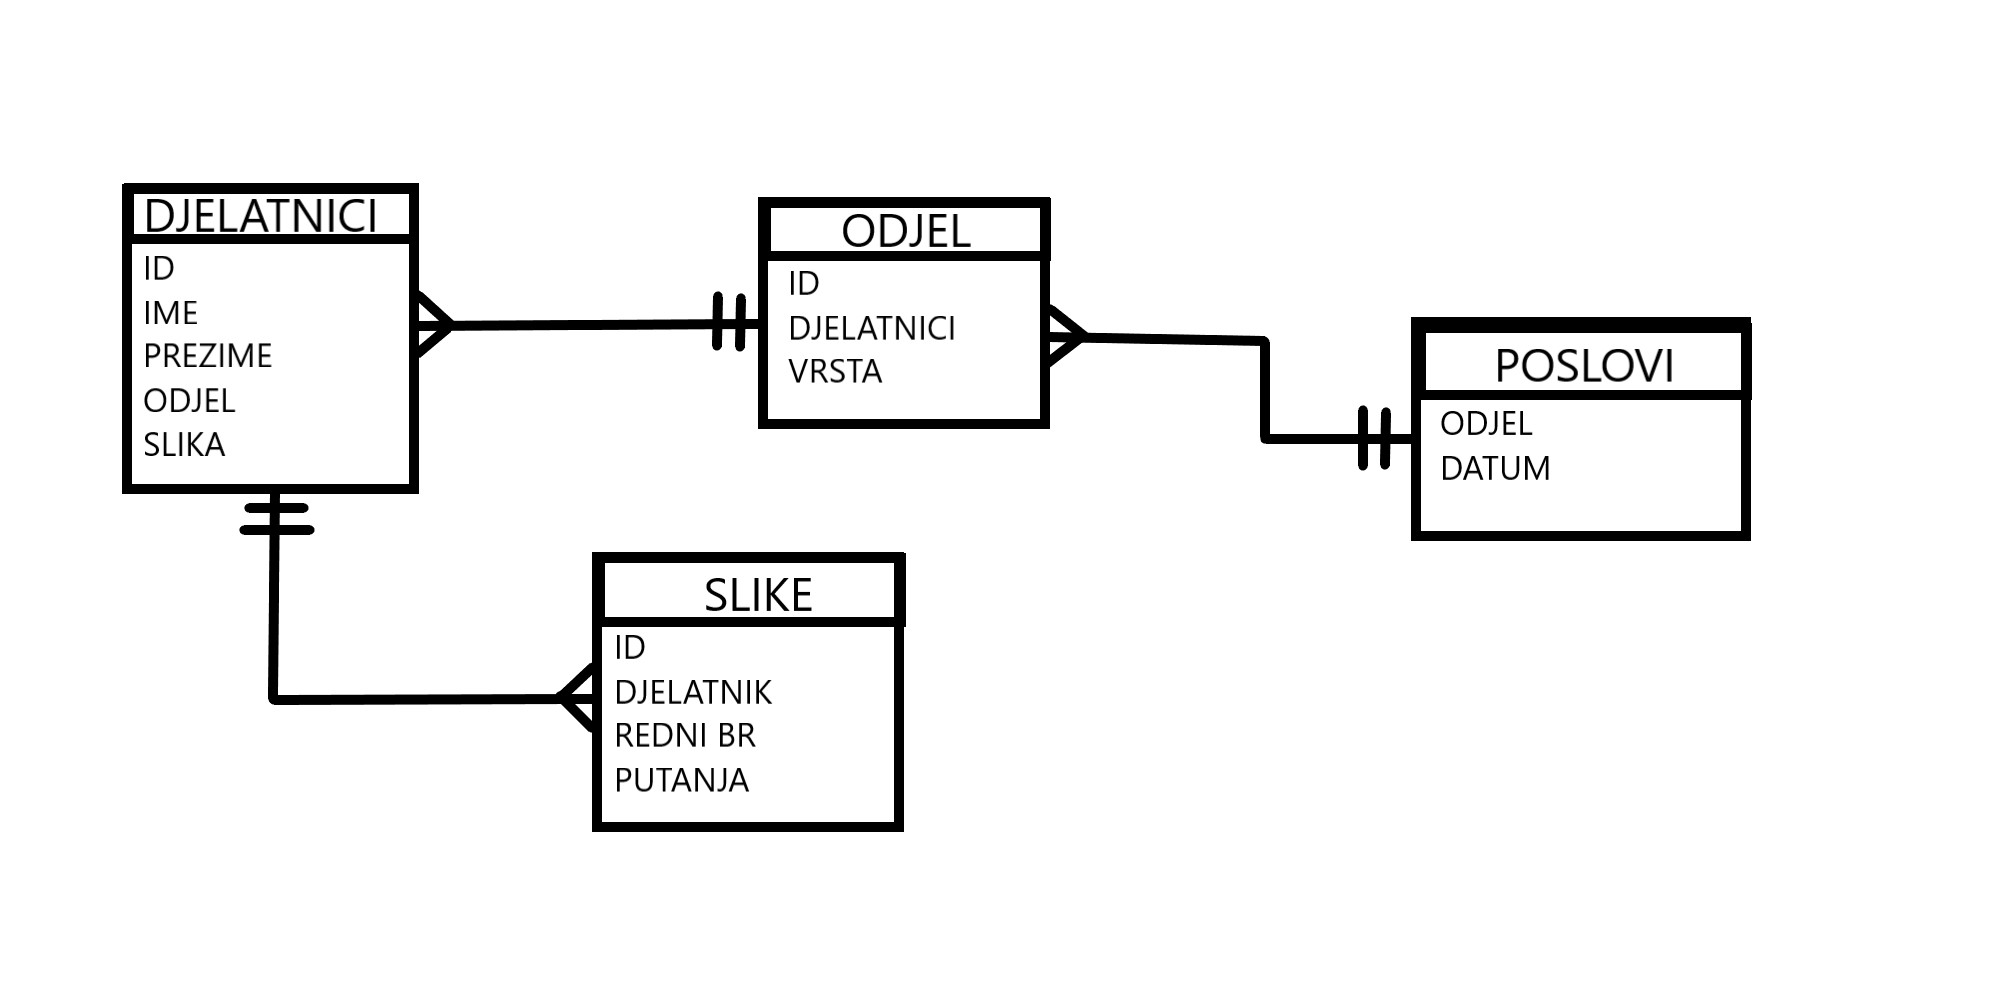 DJELATNICI
ID
IME
PREZIME
ODJEL
SLIKA
ODJEL
ID
DJELATNICI
VRSTA
POSLOVI
ODJEL
DATUM
SLIKE
ID
DJELATNIK
REDNI BR
PUTANJA